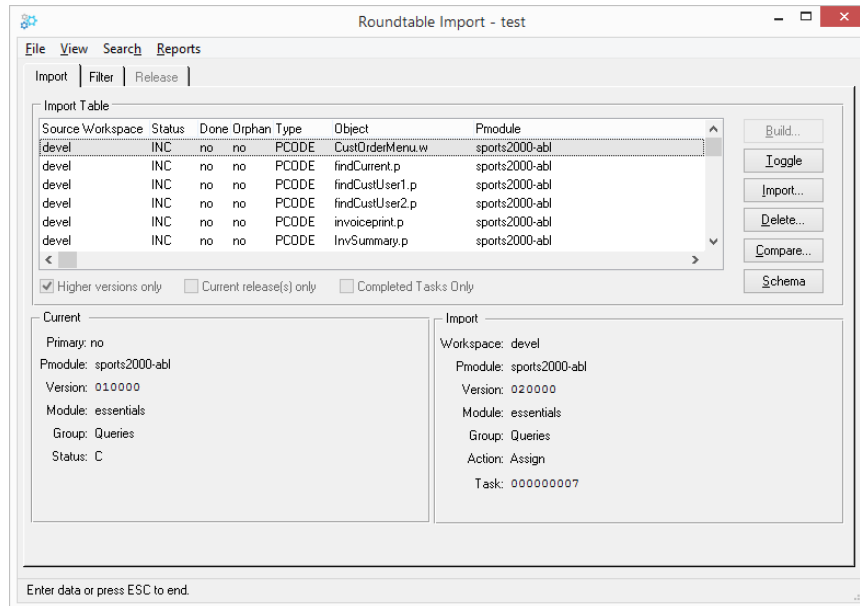 Roundtable Import - test
File View Search Reports
Import Filter Release
Import Table
Source Workspace Status Done Orphan Type Object Pmodule
devel INC no no PCODE CustOrderMenu.w sports2000-abl
devel INC no no PCODE findCurrent.p sports2000-abl
devel INC no no PCODE findCustUser1.p sports2000-abl
devel INC no no PCODE findCustUser2.p sports2000-abl
devel INC no no PCODE invoiceprint.p sports2000-abl
devel INC no no PCODE InvSummary.p sports2000-abl
Build...
Toggle
Import...
Delete...
Compare...
Schema
Higher versions only Current release(s) only Completed Tasks Only
Current
Primary: no
Pmodule: sports2000-abl
Version: 010000
Module: essentials
Group: Queries
Status: C
Import
Workspace: devel
Pmodule: sports2000-abl
Version: 020000
Module: essentials
Group: Queries
Action: Assign
Task: 000000007
Enter data or press ESC to end.